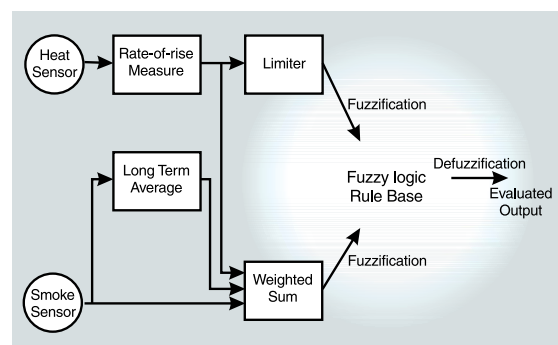 Heat
Sensor
Rate-of-rise
Measure
Limiter
Fuzzification
Long Term
Average
Fuzzy logic
Rule Base
Defuzzification
Evaluated
Output
Fuzzification
Smoke
Sensor
Weighted
Sum